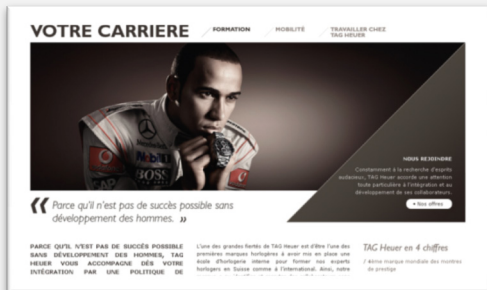 VOTRE CARRIERE
FORMATION
MOBILITÉ
TRAVAILLER CHEZ
TAG HEUER
Mobil
BOSS
NOUS REJOINDRE
Constamment à la recherche d'esprits
audacieux, TAG Heuer accorde une attention
toute particulière à l'intégration et au
développement de ses collaborateurs.
Nos offres
« Parce qu'il n'est pas de succès possible sans
développement des hommes. »
PARCE QU'IL N'EST PAS DE SUCCÈS POSSIBLE
SANS DÉVELOPPEMENT DES HOMMES, TAG
HEUER VOUS ACCOMPAGNE DÈS VOTRE
INTÉGRATION PAR UNE POLITIQUE DE
L'une des grandes fiertés de TAG Heuer est d'être l'une des
premières marques horlogères à avoir mis en place une
école d'horlogerie interne pour former nos experts
horlogers en Suisse comme à l'International. Ainsi, notre
TAG Heuer en 4 chiffres
/ 4ème marque mondiale des montres
de prestige